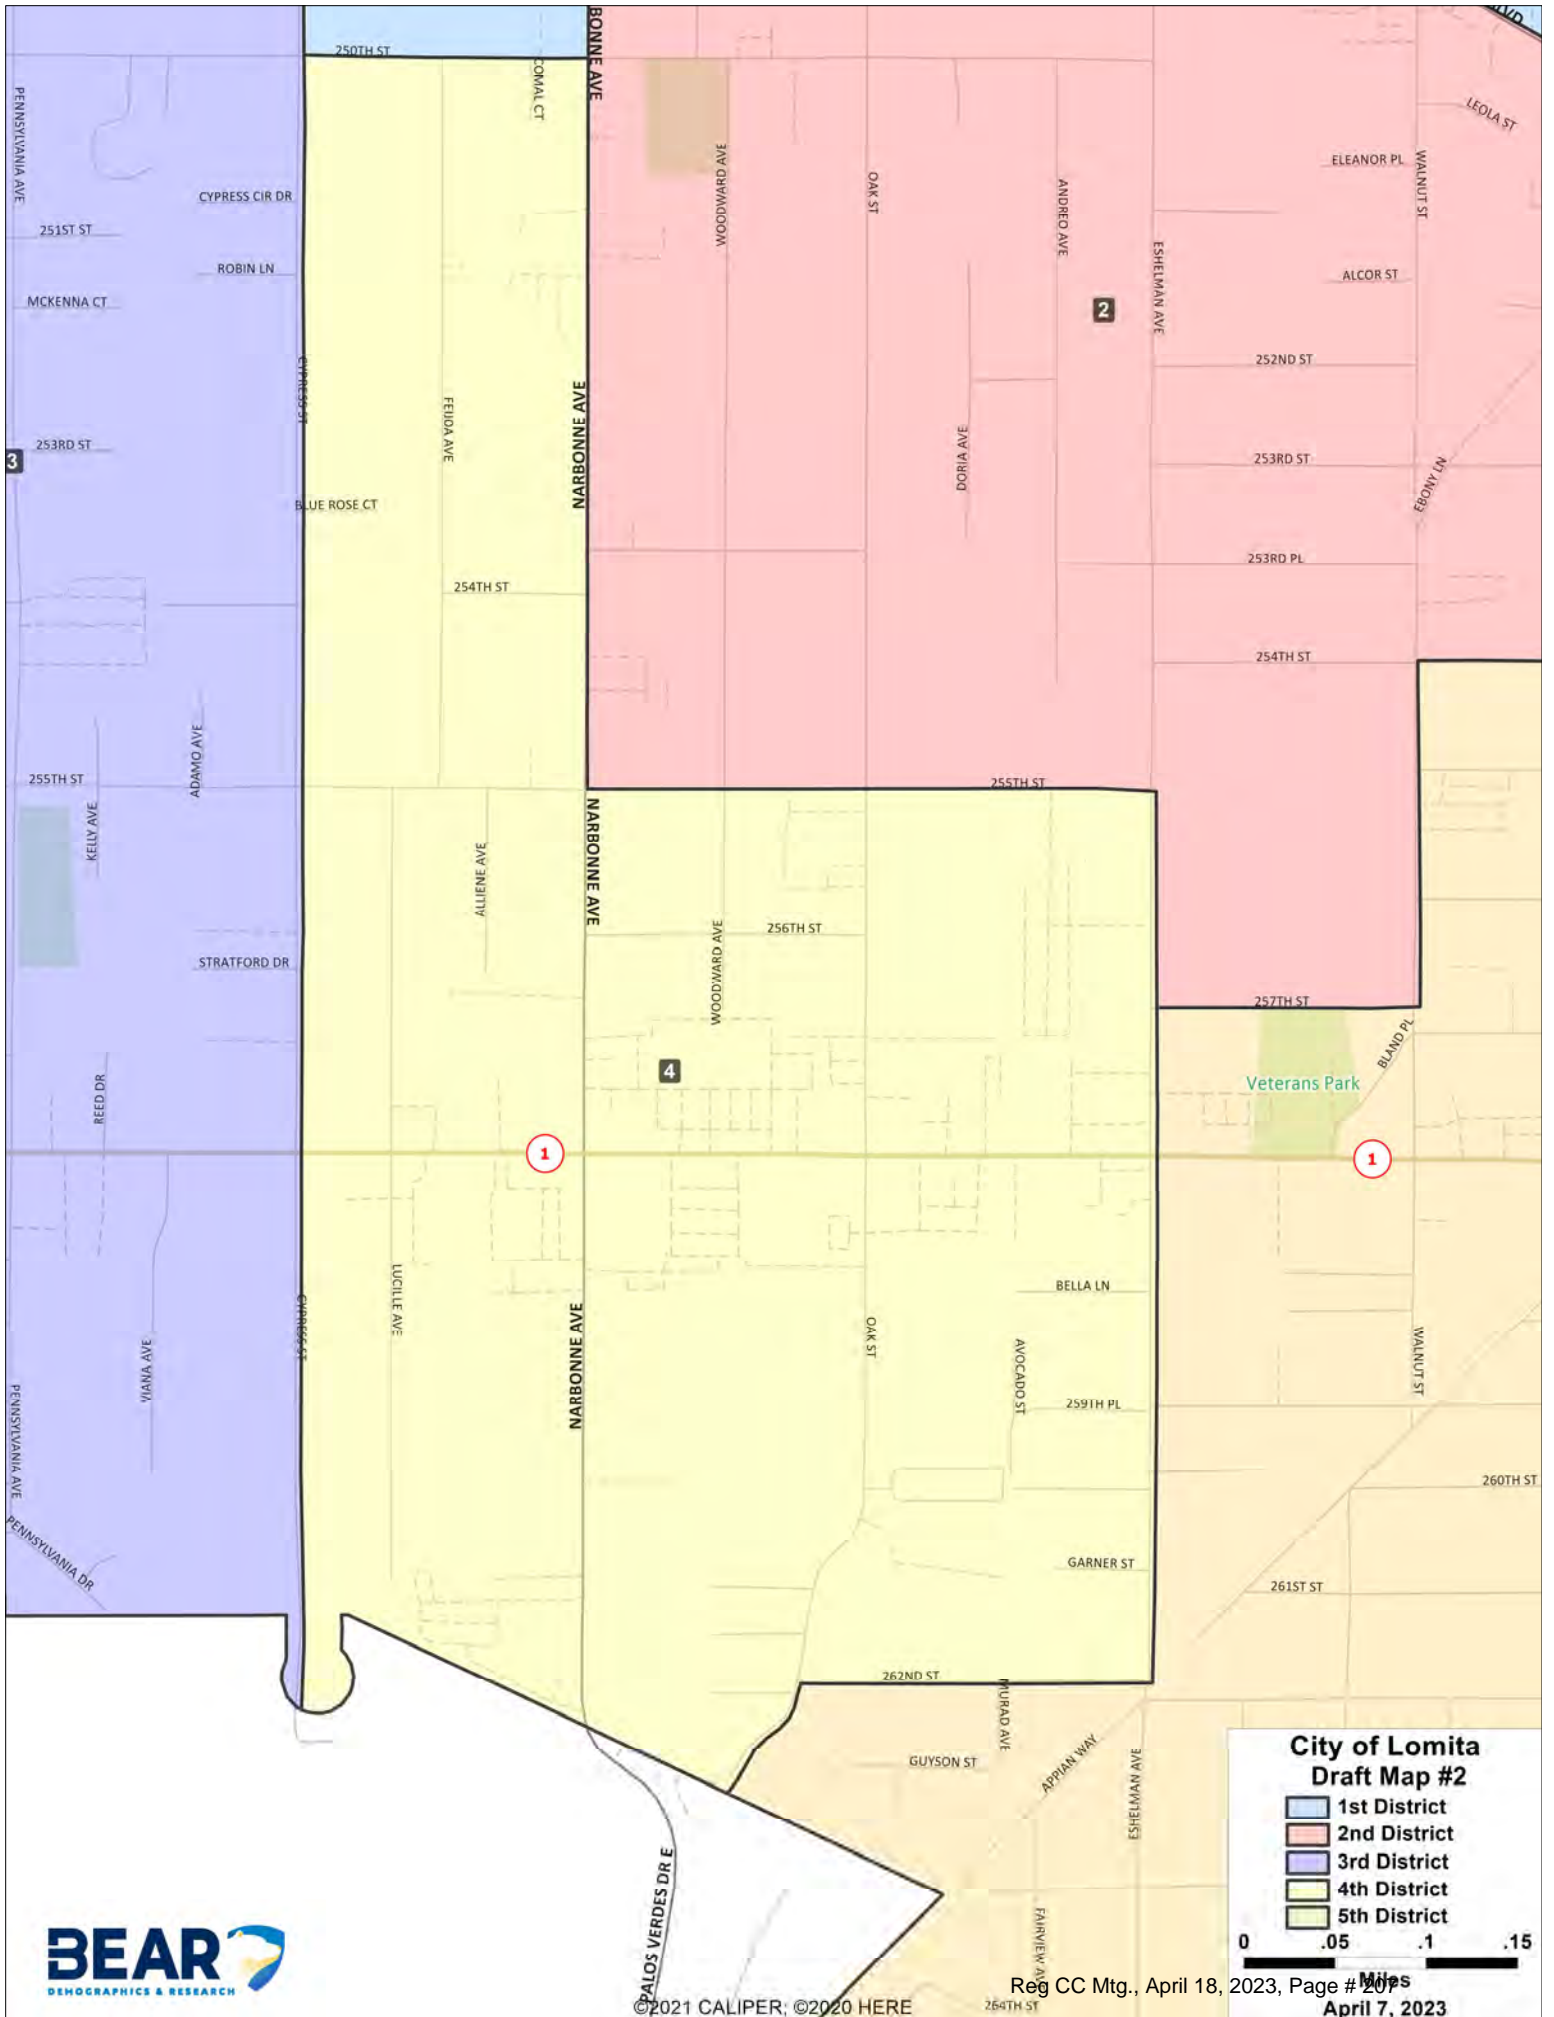 BLVD
250TH ST
COMAL CT
BONNE AVE
PENNSYLVANIA AVE
LEOLA ST
WOODWARD AVE
ELEANOR PL
WALNUT ST
CYPRESS CIR DR
OAK ST
ANDREO AVE
251ST ST
ESHELMAN AVE
ROBIN LN
ALCOR ST
MCKENNA CT
2
252ND ST
CYPRESS ST
NARBONNE AVE
FEIJOA AVE
253RD ST
3
DORIA AVE
253RD ST
EBONY LN
BLUE ROSE CT
253RD PL
254TH ST
254TH ST
ADAMO AVE
255TH ST
255TH ST
KELLY AVE
ALLIENE AVE
NARBONNE AVE
256TH ST
WOODWARD AVE
STRATFORD DR
257TH ST
BLAND PL
REED DR
4
Veterans Park
1
1
LUCILLE AVE
BELLA LN
CYPRESS ST
NARBONNE AVE
OAK ST
WALNUT ST
VIANA AVE
AVOCADO ST
PENNSYLVANIA AVE
259TH PL
260TH ST
PENNSYLVANIA DR
GARNER ST
261ST ST
262ND ST
MURAD AVE
GUYSON ST
APPIAN WAY
ESHELMAN AVE
City of Lomita
Draft Map #2
1st District
2nd District
3rd District
4th District
5th District
0 .05 .1 .15
Miles
April 7, 2023
PALOS VERDES DR E
FAIRVIEW AVE
BEAR
DEMOGRAPHICS & RESEARCH
Reg CC Mtg., April 18, 2023, Page # 207
©2021 CALIPER; ©2020 HERE
264TH ST